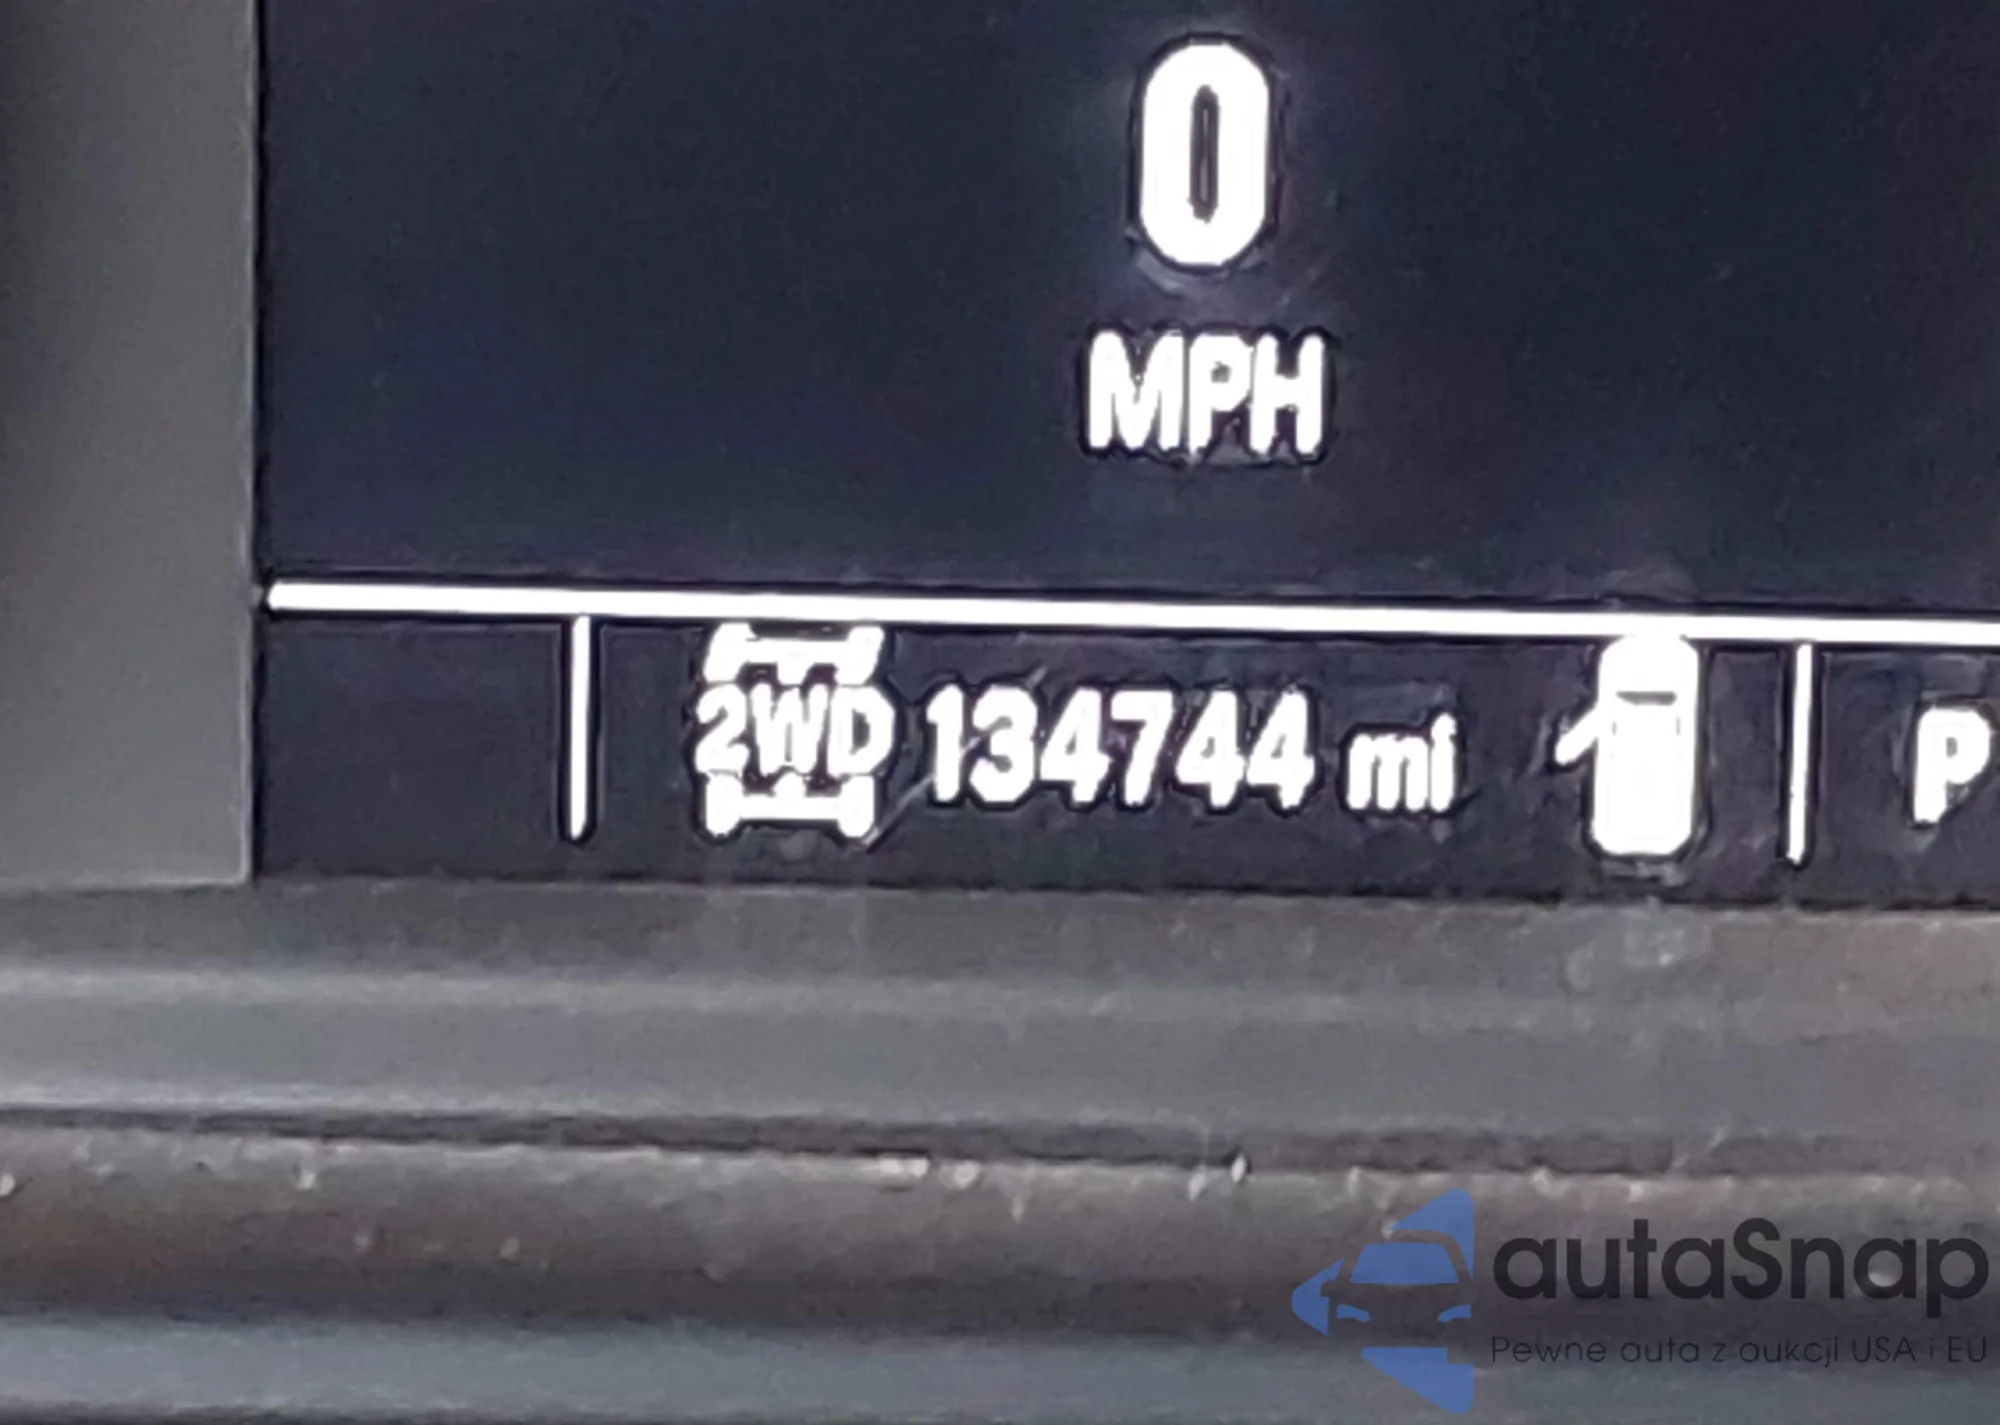 0
MPH
2WD 134744 mi P
autaSnap
Pewne auta z aukcji USA i EU